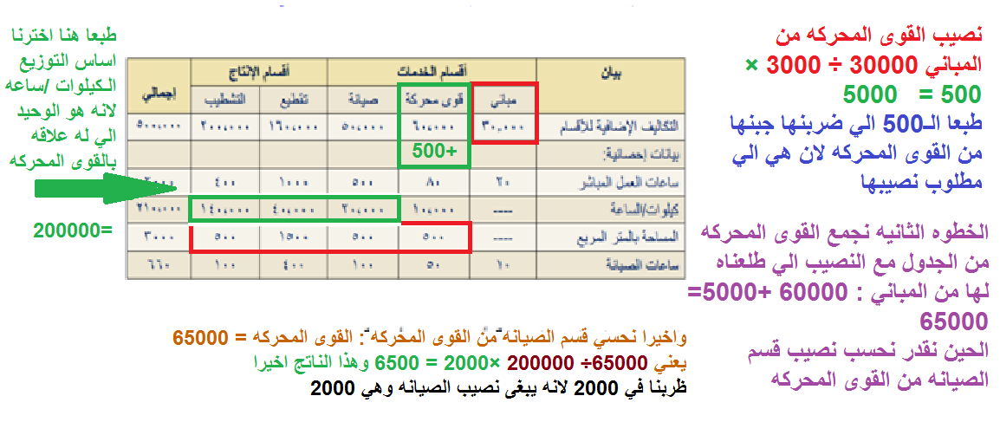 نصيب القوى المحركه من
المباني 30000 ÷ 3000 ×
500 = 5000
طبعا الـ500 الي ضربنها جبنها
من القوى المحركه لان هي الي
مطلوب نصيبها
الخطوه الثانيه نجمع القوى المحركه
من الجدول مع النصيب الي طلعناه
لها من المباني : 60000 +5000=
65000
الحين نقدر نحسب نصيب قسم
الصيانه من القوى المحركه
بيان أقسام الخدمات أقسام الإنتاج إجمالي
مباني قوى محركة صيانة تقطيع التشطيب
التكاليف الإضافية للأقسام ٣٠,٠٠٠ ٦٠,٠٠٠ ٥٠,٠٠٠ ١٦٠,٠٠٠ ٢٠٠,٠٠٠ ٥٠٠,٠٠٠
بيانات إحصائية: +500
ساعات العمل المباشر ٢٠ ٨٠ ٥٠٠ ١٠٠٠ ٤٠٠
كيلوات/الساعة ---- ١٠,٠٠٠ ٢٠,٠٠٠ ٤٠,٠٠٠ ١٤٠,٠٠٠ ٢١٠,٠٠٠
المساحة بالمتر المربع ---- ٥٠٠ ٥٠٠ ١٥٠٠ ٥٠٠ ٣٠٠٠
ساعات الصيانة ١٠ ٥٠ ١٠٠ ٤٠٠ ١٠٠ ٦٦٠
طبعا هنا اخترنا
اساس التوزيع
الكيلوات /ساعه
لانه هو الوحيد
الي له علاقه
بالقوى المحركه
=200000
واخيرا نحسي قسم الصيانه من القوى المحركه : القوى المحركه = 65000
يعني 65000÷ 200000 ×2000 = 6500 وهذا الناتج اخيرا
ظربنا في 2000 لانه يبغى نصيب الصيانه وهي 2000